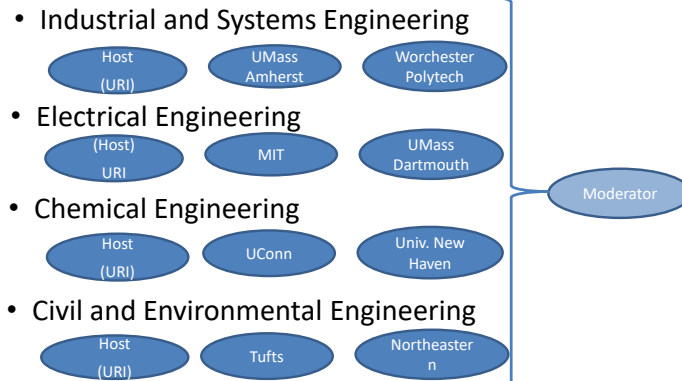 • Industrial and Systems Engineering
Host
(URI)
UMass
Amherst
Worchester
Polytech
• Electrical Engineering
(Host)
URI
MIT
UMass
Dartmouth
Moderator
• Chemical Engineering
Host
(URI)
UConn
Univ. New
Haven
• Civil and Environmental Engineering
Host
(URI)
Tufts
Northeaster
n